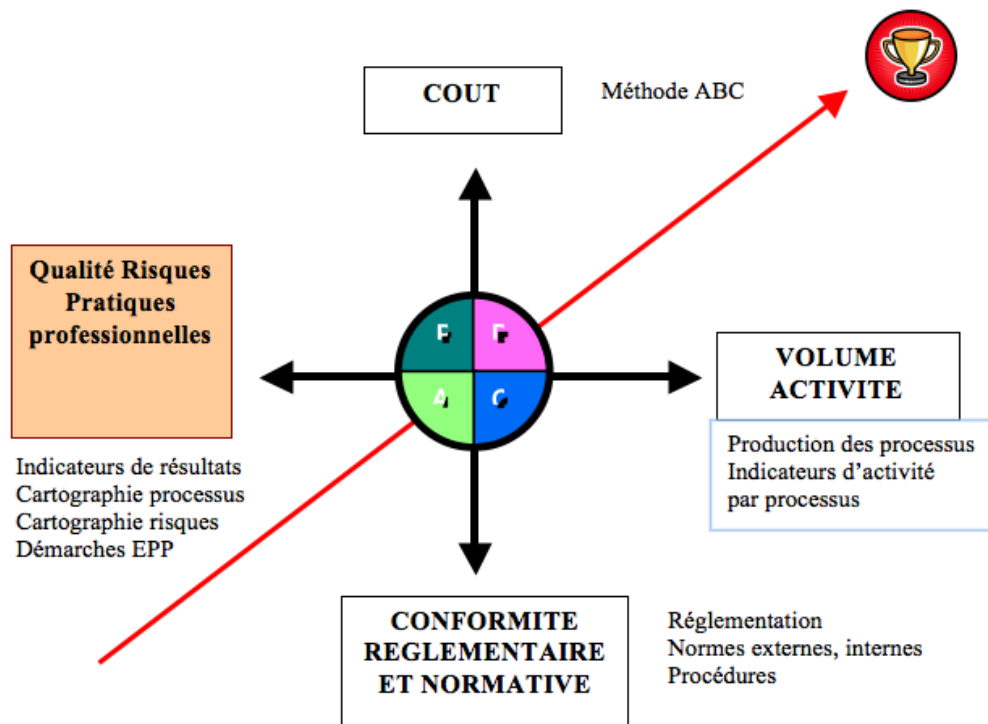 COUT
Méthode ABC
Qualité Risques
Pratiques
professionnelles
Indicateurs de résultats
Cartographie processus
Cartographie risques
Démarches EPP
A
C
VOLUME
ACTIVITE
Production des processus
Indicateurs d'activité
par processus
CONFORMITE
REGLEMENTAIRE
ET NORMATIVE
Réglementation
Normes externes, internes
Procédures